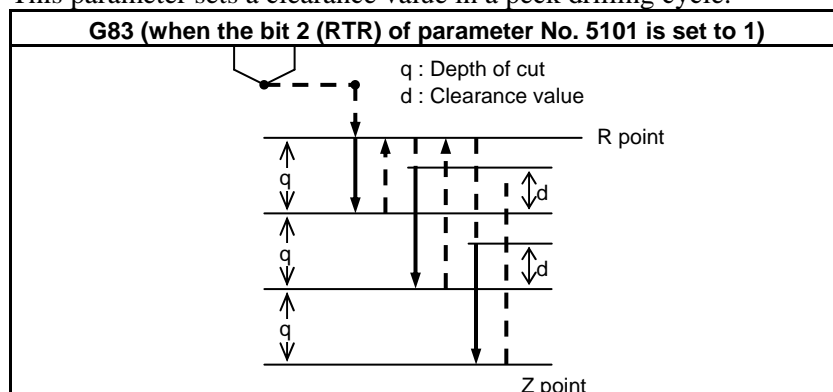 This parameter sets a clearance value in a peck drilling cycle.
G83 (when the bit 2 (RTR) of parameter No. 5101 is set to 1)
q : Depth of cut
d : Clearance value
R point
q
d
q
d
q
Z point